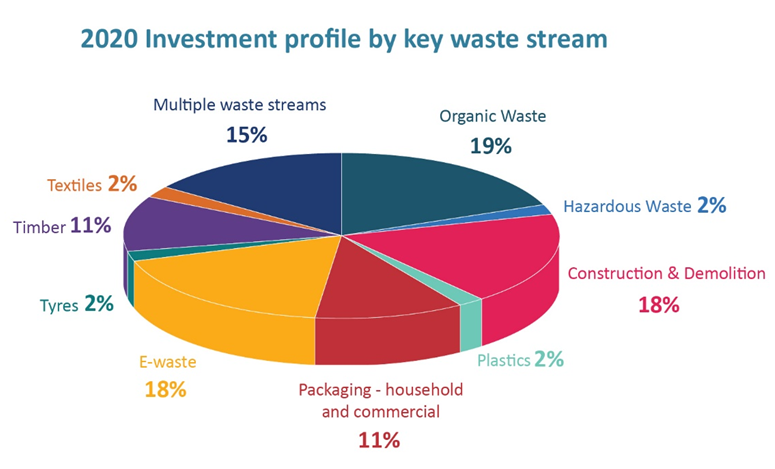 2020 Investment profile by key waste stream
Multiple waste streams
15%
Organic Waste
19%
Textiles 2%
Hazardous Waste 2%
Timber 11%
Construction & Demolition
18%
Tyres 2%
Plastics 2%
E-waste
18%
Packaging - household
and commercial
11%